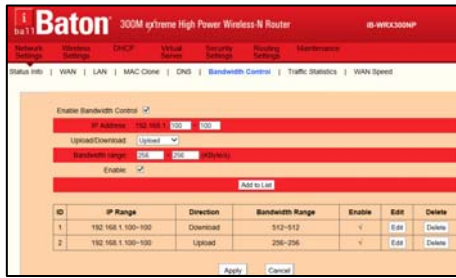 iball Baton 300M extreme High Power Wireless-N Router iB-WRX300NP
Network Settings Wireless Settings DHCP Virtual Server Security Settings Routing Settings Maintenance
Status Info | WAN | LAN | MAC Clone | DNS | Bandwidth Control | Traffic Statistics | WAN Speed
Enable Bandwidth Control
IP Address: 192.168.1. 100 ~ 100
Upload/Download: Upload
Bandwidth range: 256 ~ 256 (KBytes)
Enable:
Add to List
ID IP Range Direction Bandwidth Range Enable Edit Delete
1 192.168.1.100~100 Download 512~512 √ Edit Delete
2 192.168.1.100~100 Upload 256~256 √ Edit Delete
Apply Cancel